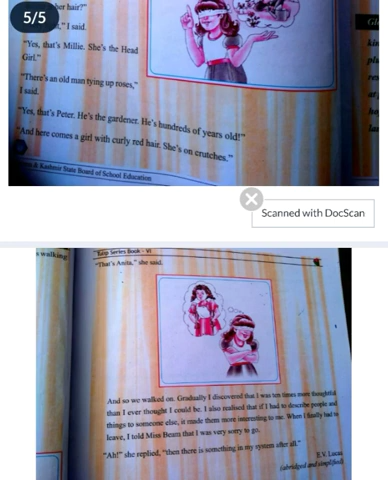 5/5
her hair?"
" I said.
"Yes, that's Millie. She's the Head
Girl."
"There's an old man tying up roses,"
I said.
"Yes, that's Peter. He's the gardener. He's hundreds of years old!"
"And here comes a girl with curly red hair. She's on crutches."
& Kashmir State Board of School Education
Scanned with DocScan
walking
Tulip Series Book - VI
"That's Anita," she said.
And so we walked on. Gradually I discovered that I was ten times more thoughtful
than I ever thought I could be. I also realised that if I had to describe people and
things to someone else, it made them more interesting to me. When I finally had to
leave, I told Miss Beam that I was very sorry to go.
"Ah!" she replied, "then there is something in my system after all."
E.V. Lucas
(abridged and simplified)